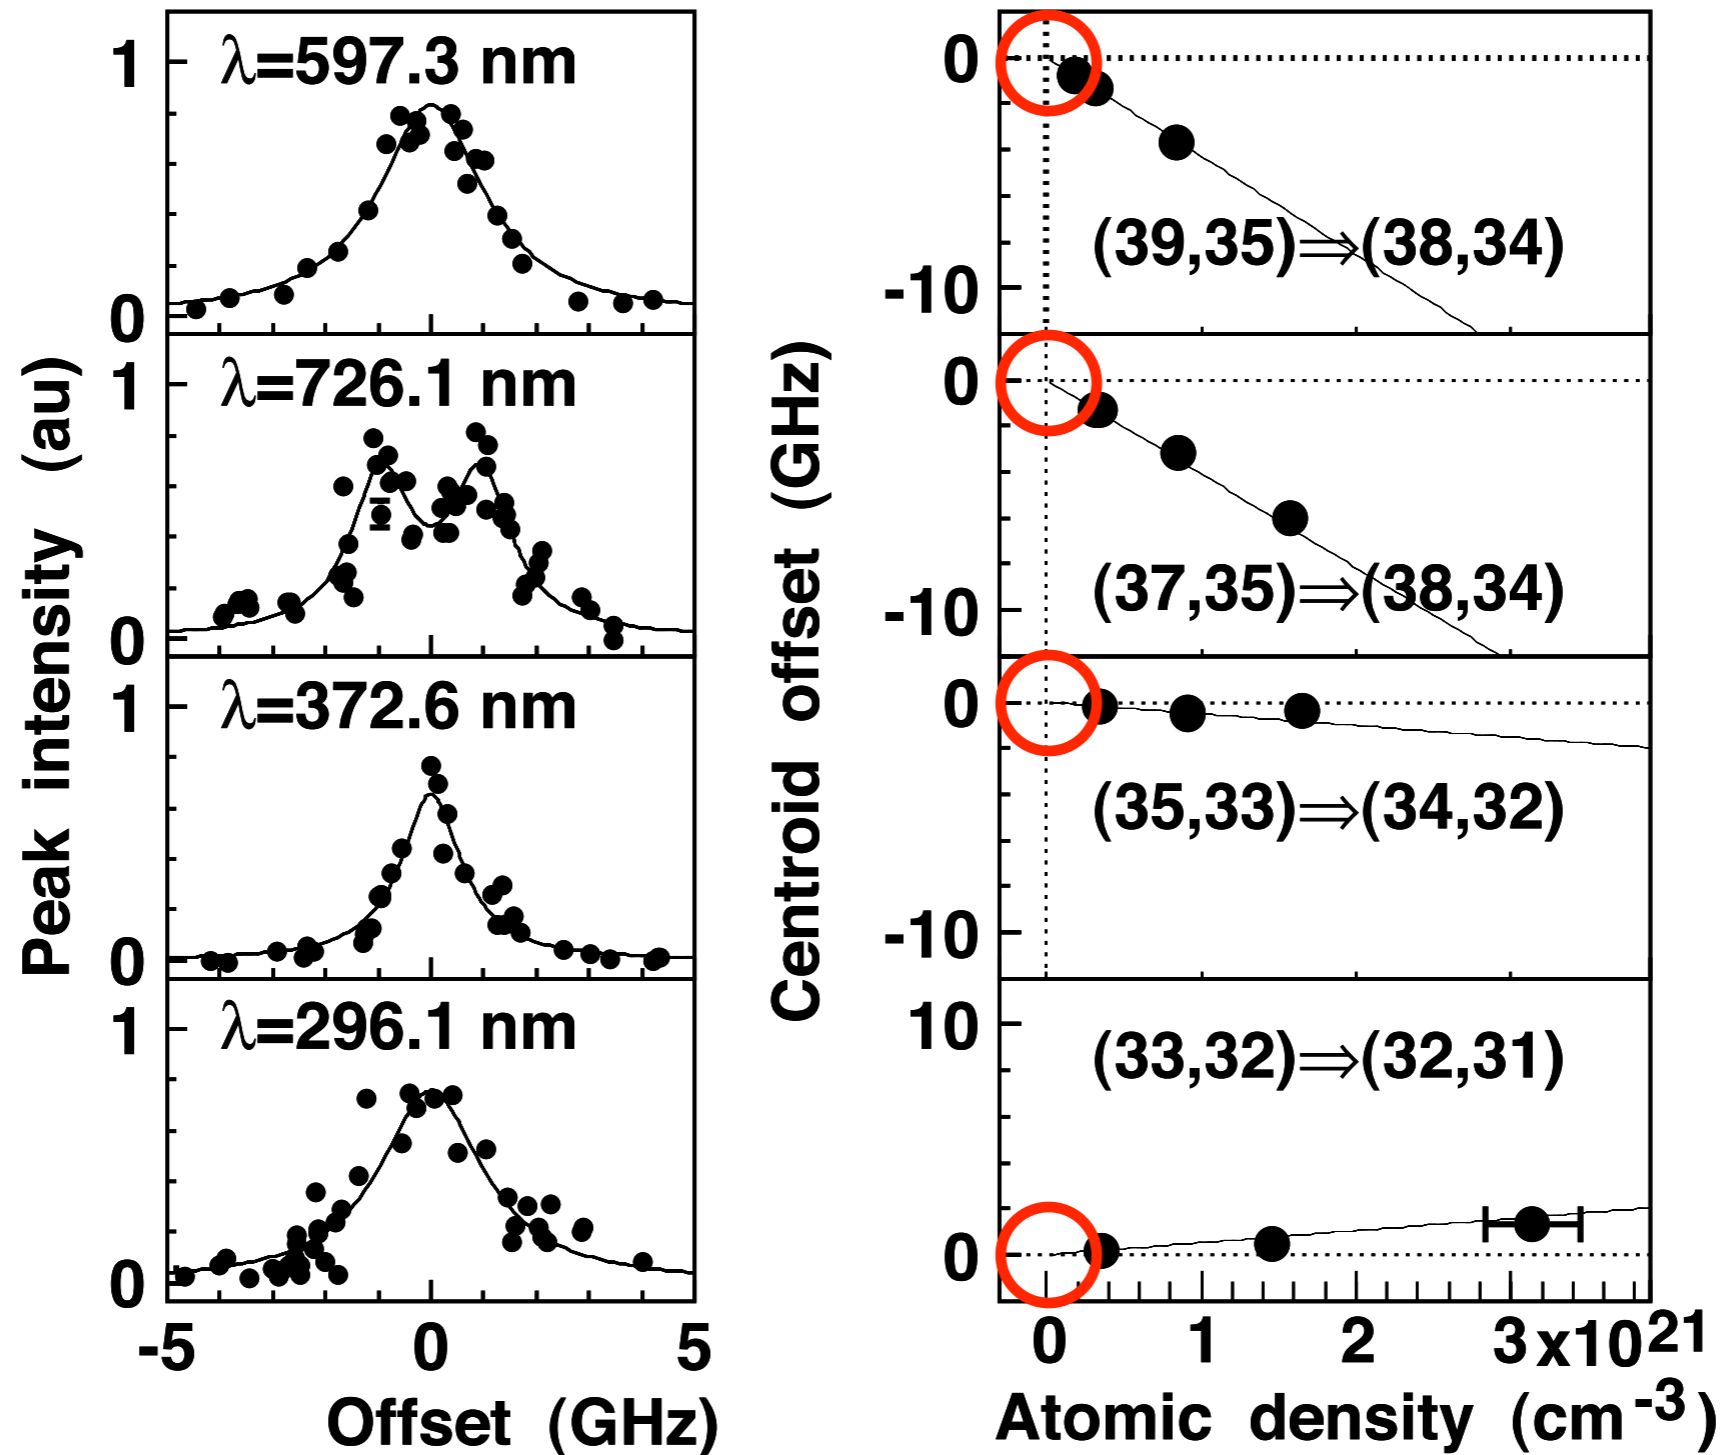 λ=597.3 nm
1
0
λ=726.1 nm
1
0
λ=372.6 nm
1
0
λ=296.1 nm
1
0
-5 0 5
Offset (GHz)
Peak intensity (au)
0
(39,35)⇒(38,34)
-10
0
(37,35)⇒(38,34)
-10
0
(35,33)⇒(34,32)
-10
10
(33,32)⇒(32,31)
0
0 1 2 3 x10²¹
Atomic density (cm⁻³)
Centroid offset (GHz)